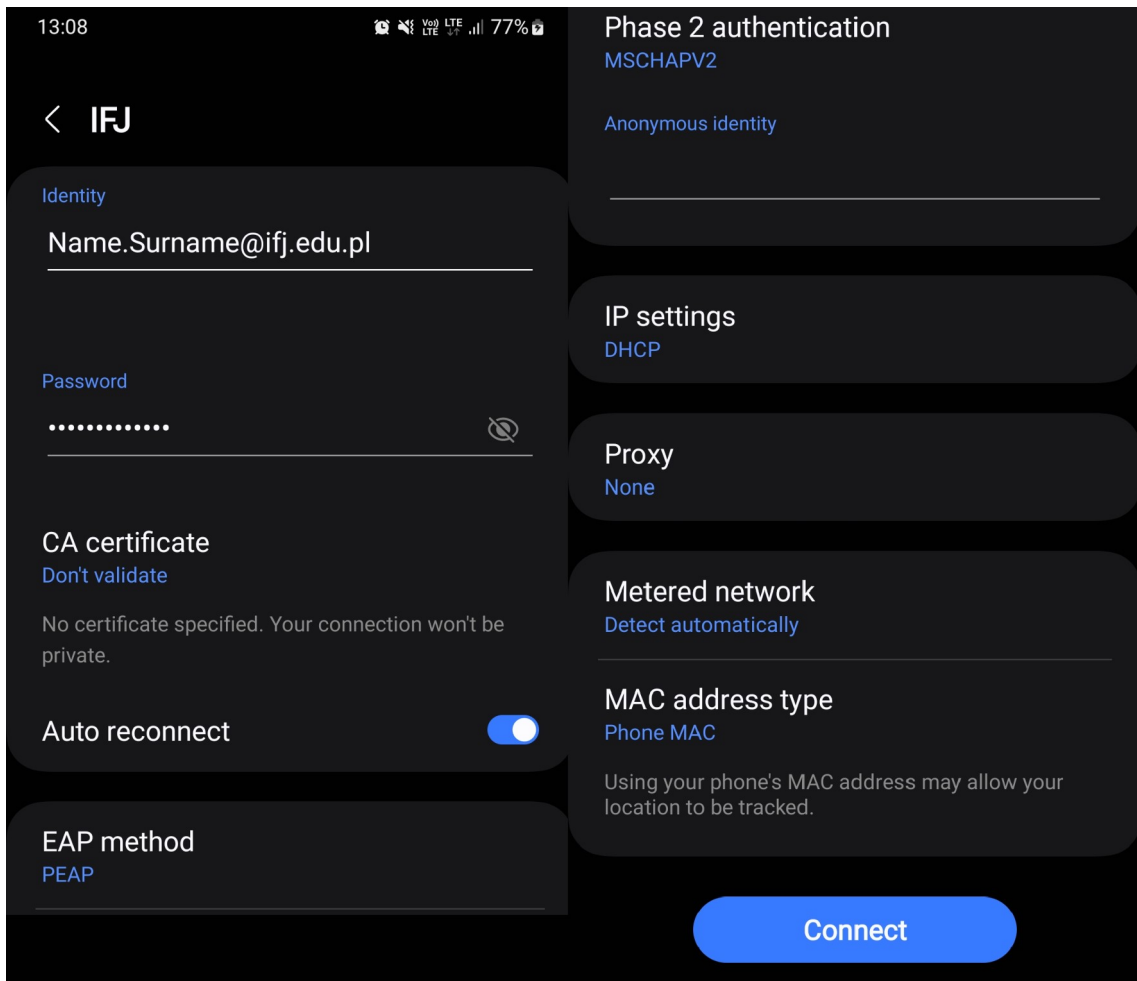 13:08
Vo)) LTE
LTE 77%
IFJ
Identity
Name.Surname@ifj.edu.pl
Password
•••••••••••••
CA certificate
Don't validate
No certificate specified. Your connection won't be
private.
Auto reconnect
EAP method
PEAP
Phase 2 authentication
MSCHAPV2
Anonymous identity
IP settings
DHCP
Proxy
None
Metered network
Detect automatically
MAC address type
Phone MAC
Using your phone's MAC address may allow your
location to be tracked.
Connect